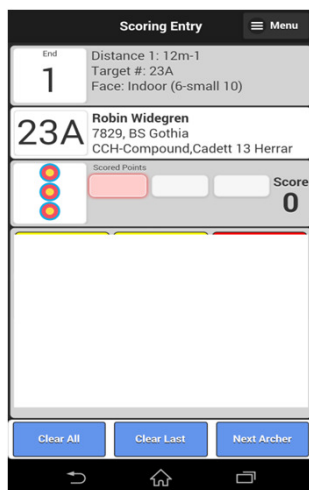 Scoring Entry
Menu
End
1
Distance 1: 12m-1
Target #: 23A
Face: Indoor (6-small 10)
23A
Robin Widegren
7829, BS Gothia
CCH-Compound,Cadett 13 Herrar
Scored Points
Score
0
Clear All
Clear Last
Next Archer